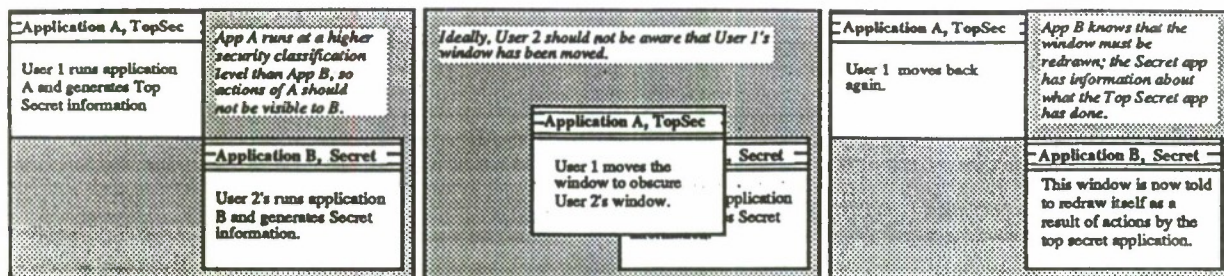 Application A, TopSec
User 1 runs application
A and generates Top
Secret information
App A runs at a higher
security classification
level than App B, so
actions of A should
not be visible to B.
Application B, Secret
User 2's runs application
B and generates Secret
information.
Ideally, User 2 should not be aware that User 1's
window has been moved.
Application A, TopSec
User 1 moves the
window to obscure
User 2's window.
Secret
pplication
s Secret
Application A, TopSec
User 1 moves back
again.
App B knows that the
window must be
redrawn; the Secret app
has information about
what the Top Secret app
has done.
Application B, Secret
This window is now told
to redraw itself as a
result of actions by the
top secret application.